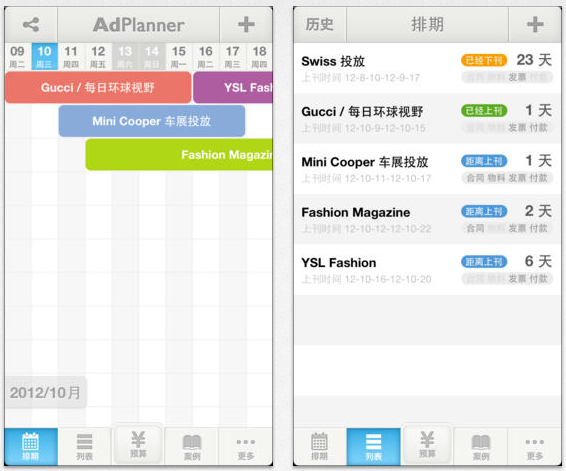 AdPlanner
09 10 11 12 15 16 17 18
13 14
周二 周三 周四 周五 周六 周日 周一 周二 周三 周四
Gucci / 每日环球视野
YSL Fash
Mini Cooper 车展投放
Fashion Magazin
2012/10月
排期 列表 预算 案例 更多
历史 排期
Swiss 投放 已经下刊 23 天
上刊时间 12-8-10-12-9-17 合同 物料 发票 付款
Gucci / 每日环球视野 已经上刊 1 天
上刊时间 12-10-9-12-10-15 发票 付款
Mini Cooper 车展投放 距离上刊 1 天
上刊时间 12-10-11-12-10-17 合同 物料 发票 付款
Fashion Magazine 距离上刊 2 天
上刊时间 12-10-12-12-10-22 合同 物料 发票 付款
YSL Fashion 距离上刊 6 天
上刊时间 12-10-16-12-10-20 合同 物料 发票 付款
排期 列表 预算 案例 更多